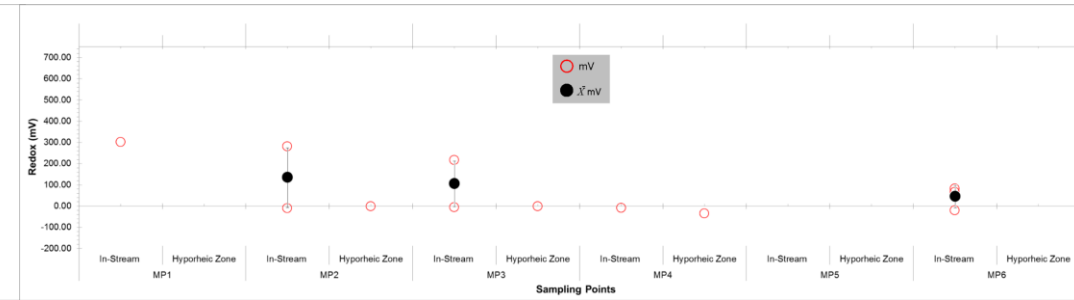 mV
X̄ mV
Redox (mV)
700.00
600.00
500.00
400.00
300.00
200.00
100.00
0.00
-100.00
-200.00
In-Stream Hyporheic Zone In-Stream Hyporheic Zone In-Stream Hyporheic Zone In-Stream Hyporheic Zone In-Stream Hyporheic Zone In-Stream Hyporheic Zone
MP1 MP2 MP3 MP4 MP5 MP6
Sampling Points